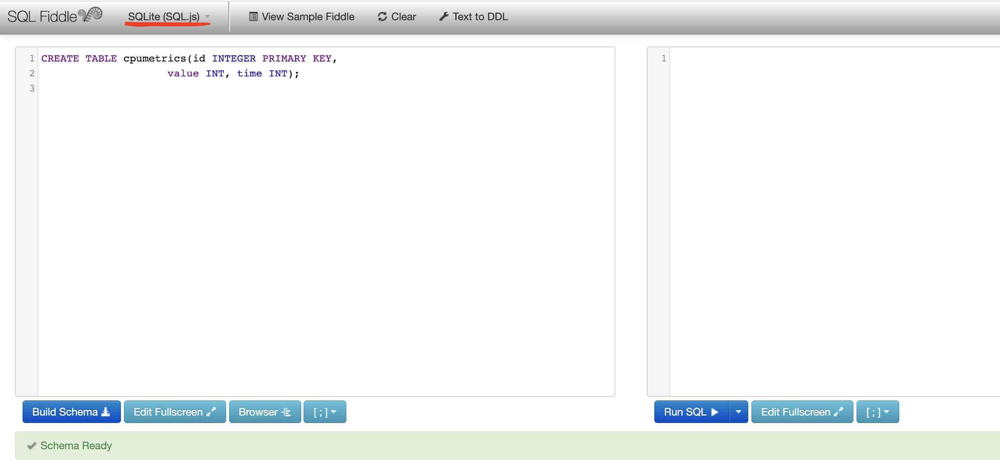 SQL Fiddle SQLite (SQL.js) View Sample Fiddle Clear Text to DDL
1 CREATE TABLE cpumetrics(id INTEGER PRIMARY KEY,
2 value INT, time INT);
3
1
Build Schema Edit Fullscreen Browser [ ; ]
Run SQL Edit Fullscreen [ ; ]
Schema Ready